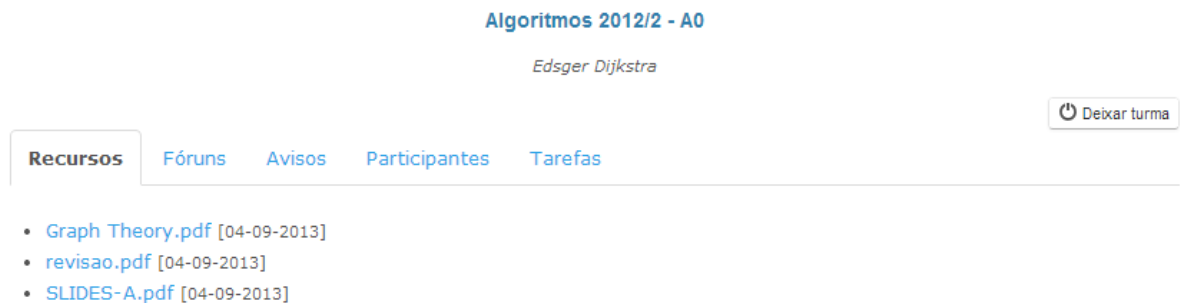 Algoritmos 2012/2 - A0
Edsger Dijkstra
Deixar turma
Recursos Fóruns Avisos Participantes Tarefas
• Graph Theory.pdf [04-09-2013]
• revisao.pdf [04-09-2013]
• SLIDES-A.pdf [04-09-2013]